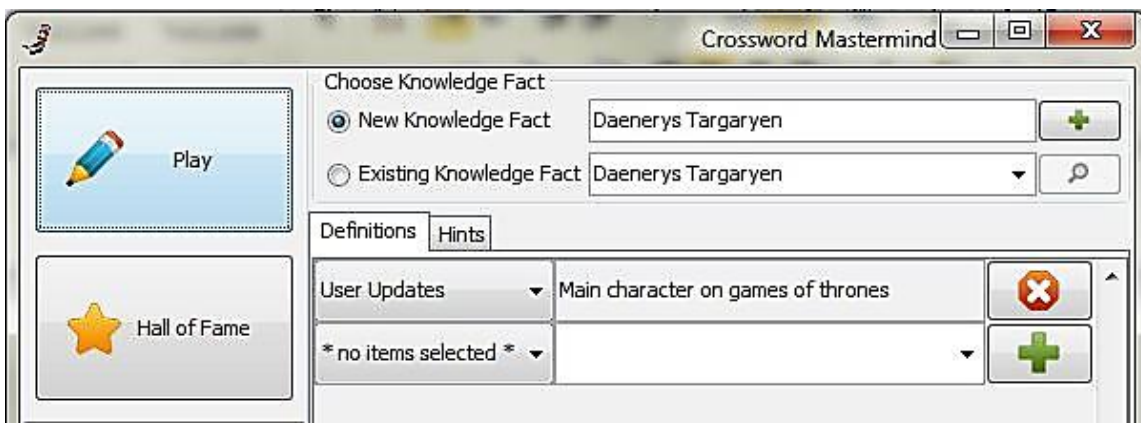 Crossword Mastermind
Choose Knowledge Fact
New Knowledge Fact Daenerys Targaryen
Play
Existing Knowledge Fact Daenerys Targaryen
Definitions Hints
User Updates Main character on games of thrones
Hall of Fame
* no items selected *